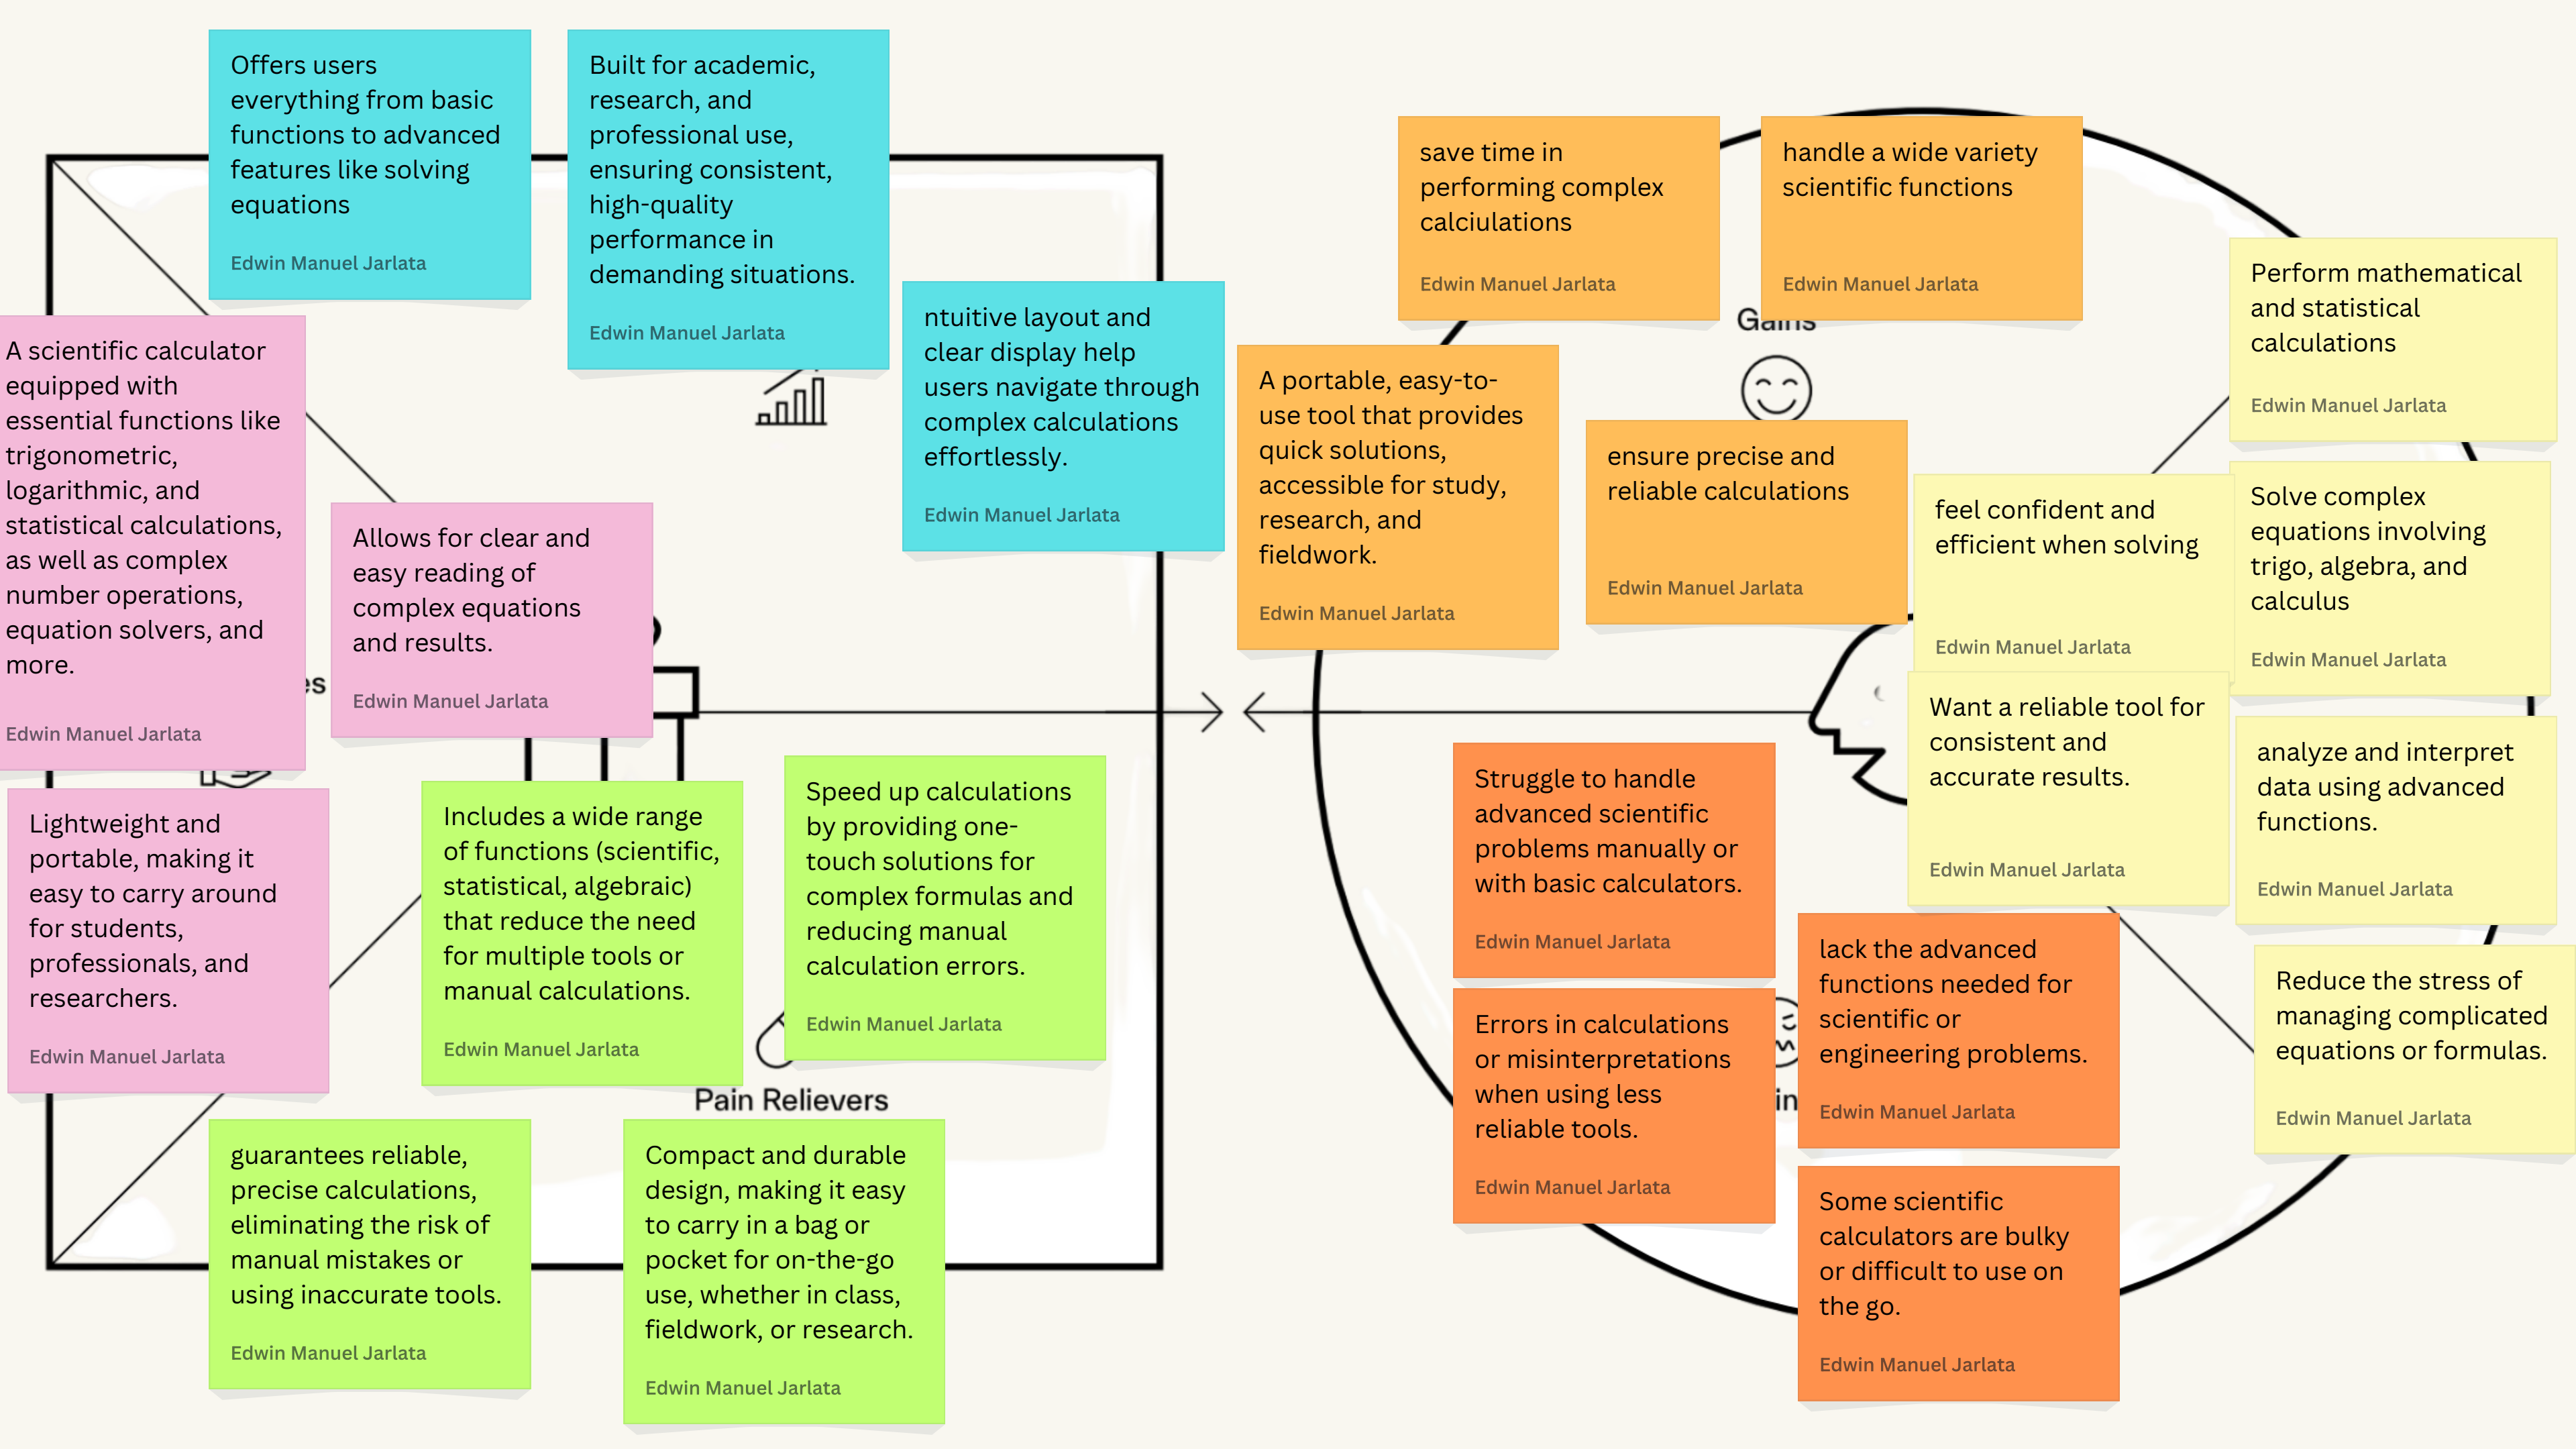 Offers users
everything from basic
functions to advanced
features like solving
equations
Edwin Manuel Jarlata
Built for academic,
research, and
professional use,
ensuring consistent,
high-quality
performance in
demanding situations.
Edwin Manuel Jarlata
ntuitive layout and
clear display help
users navigate through
complex calculations
effortlessly.
Edwin Manuel Jarlata
A scientific calculator
equipped with
essential functions like
trigonometric,
logarithmic, and
statistical calculations,
as well as complex
number operations,
equation solvers, and
more.
Edwin Manuel Jarlata
es
Allows for clear and
easy reading of
complex equations
and results.
Edwin Manuel Jarlata
Lightweight and
portable, making it
easy to carry around
for students,
professionals, and
researchers.
Edwin Manuel Jarlata
Includes a wide range
of functions (scientific,
statistical, algebraic)
that reduce the need
for multiple tools or
manual calculations.
Edwin Manuel Jarlata
Speed up calculations
by providing one-
touch solutions for
complex formulas and
reducing manual
calculation errors.
Edwin Manuel Jarlata
Pain Relievers
guarantees reliable,
precise calculations,
eliminating the risk of
manual mistakes or
using inaccurate tools.
Edwin Manuel Jarlata
Compact and durable
design, making it easy
to carry in a bag or
pocket for on-the-go
use, whether in class,
fieldwork, or research.
Edwin Manuel Jarlata
save time in
performing complex
calciulations
Edwin Manuel Jarlata
handle a wide variety
scientific functions
Edwin Manuel Jarlata
Gains
A portable, easy-to-
use tool that provides
quick solutions,
accessible for study,
research, and
fieldwork.
Edwin Manuel Jarlata
ensure precise and
reliable calculations
Edwin Manuel Jarlata
Perform mathematical
and statistical
calculations
Edwin Manuel Jarlata
feel confident and
efficient when solving
Edwin Manuel Jarlata
Solve complex
equations involving
trigo, algebra, and
calculus
Edwin Manuel Jarlata
Want a reliable tool for
consistent and
accurate results.
Edwin Manuel Jarlata
analyze and interpret
data using advanced
functions.
Edwin Manuel Jarlata
Reduce the stress of
managing complicated
equations or formulas.
Edwin Manuel Jarlata
Struggle to handle
advanced scientific
problems manually or
with basic calculators.
Edwin Manuel Jarlata
Errors in calculations
or misinterpretations
when using less
reliable tools.
Edwin Manuel Jarlata
in
lack the advanced
functions needed for
scientific or
engineering problems.
Edwin Manuel Jarlata
Some scientific
calculators are bulky
or difficult to use on
the go.
Edwin Manuel Jarlata